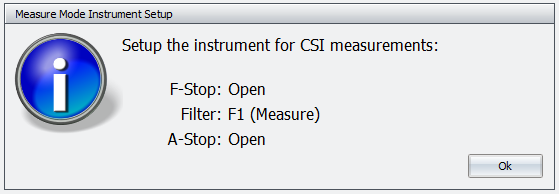 Measure Mode Instrument Setup
Setup the instrument for CSI measurements:
F-Stop: Open
Filter: F1 (Measure)
A-Stop: Open
Ok